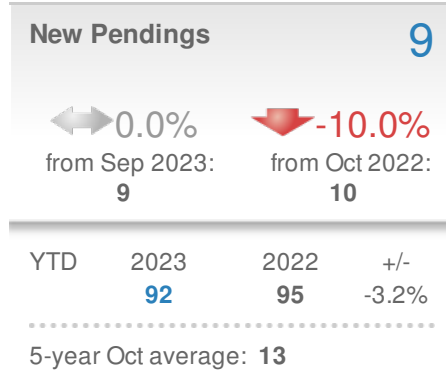 New Pendings 9
0.0% -10.0%
from Sep 2023: from Oct 2022:
9 10
YTD 2023 2022 +/-
92 95 -3.2%
5-year Oct average: 13